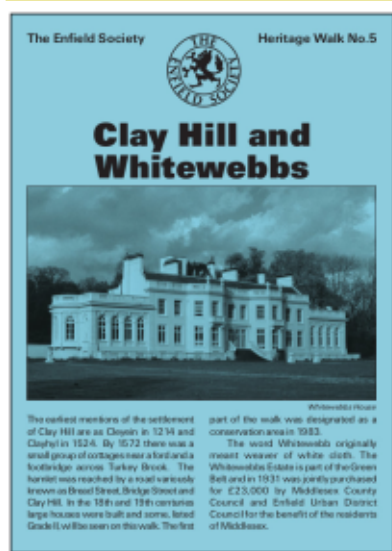 The Enfield Society
Heritage Walk No.5
THE
ENFIELD SOCIETY
Clay Hill and
Whitewebbs
Whitewebbs House
The earliest mentions of the settlement
of Clay Hill are as Cleyein in 1214 and
Clayhyl in 1524. By 1572 there was a
small group of cottages near a ford and a
footbridge across Turkey Brook. The
hamlet was reached by a road variously
known as Bread Street, Bridge Street and
Clay Hill. In the 18th and 19th centuries
large houses were built and some, listed
Grade II, will be seen on this walk. The first
part of the walk was designated as a
conservation area in 1983.
The word Whitewebb originally
meant weaver of white cloth. The
Whitewebbs Estate is part of the Green
Belt and in 1931 was jointly purchased
for £23,000 by Middlesex County
Council and Enfield Urban District
Council for the benefit of the residents
of Middlesex.